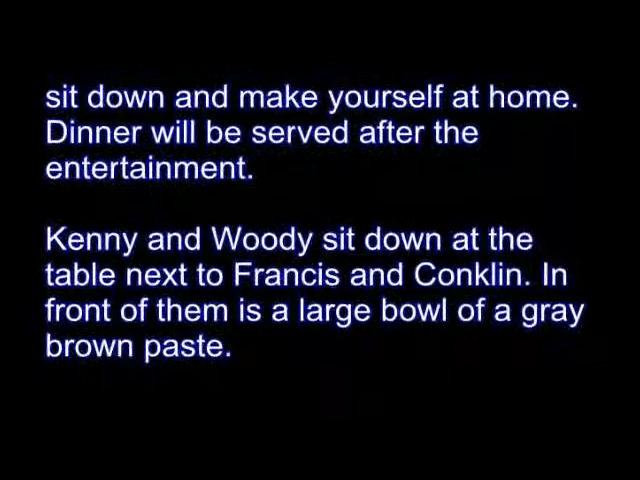 sit down and make yourself at home.
Dinner will be served after the
entertainment.
Kenny and Woody sit down at the
table next to Francis and Conklin. In
front of them is a large bowl of a gray
brown paste.